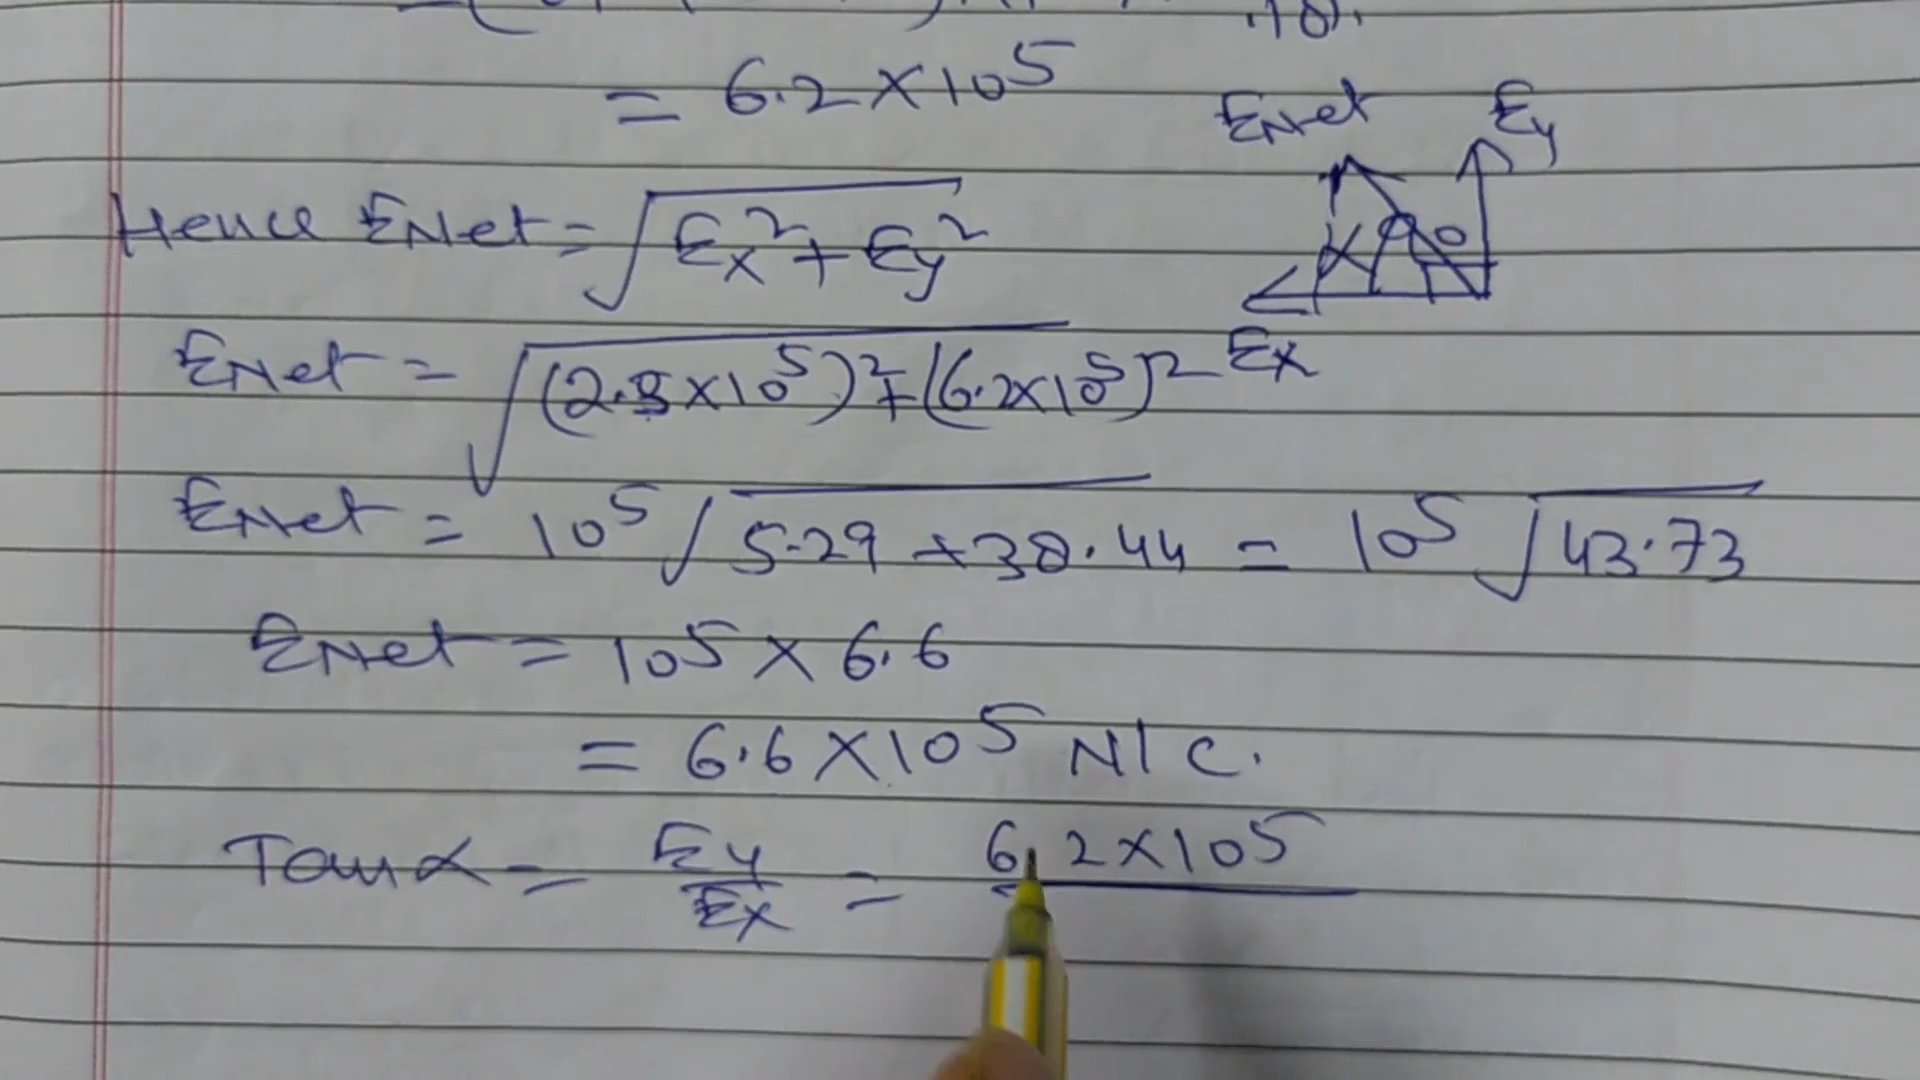 = 6.2 × 10⁵
ENet Ey
Hence ENet = √(Ex² + Ey²)
α θ
Ex
ENet = √((2.3×10⁵)² + (6.2×10⁵)²)
ENet = 10⁵ √(5.29 + 38.44) = 10⁵ √43.73
ENet = 10⁵ × 6.6
= 6.6 × 10⁵ N/C.
Tan α = Ey/Ex = 6.2×10⁵